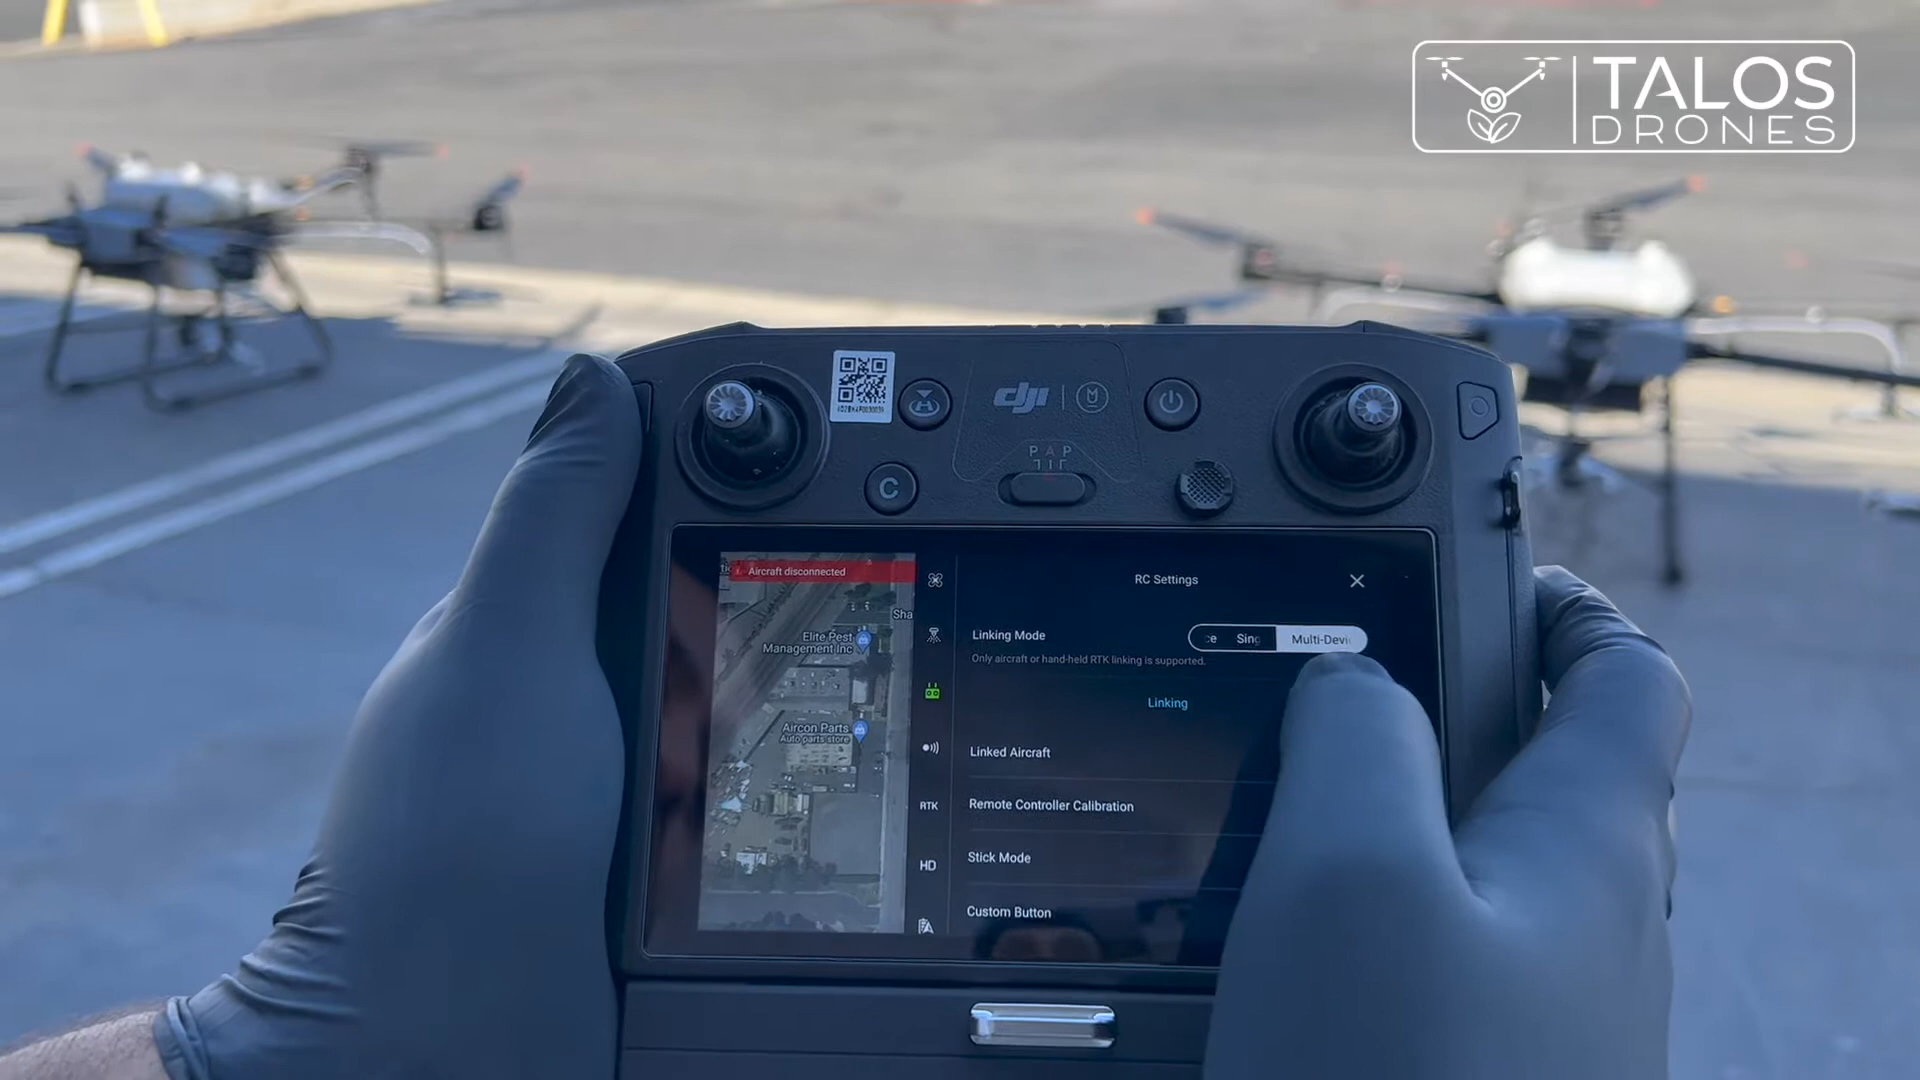 TALOS
DRONES
dji
P A P
C
Aircraft disconnected
Sha
Elite Pest
Management Inc
Aircon Parts
Auto parts store
RTK
HD
RC Settings
Linking Mode
Sing
Multi-Devi
Only aircraft or hand-held RTK linking is supported.
Linking
Linked Aircraft
Remote Controller Calibration
Stick Mode
Custom Button